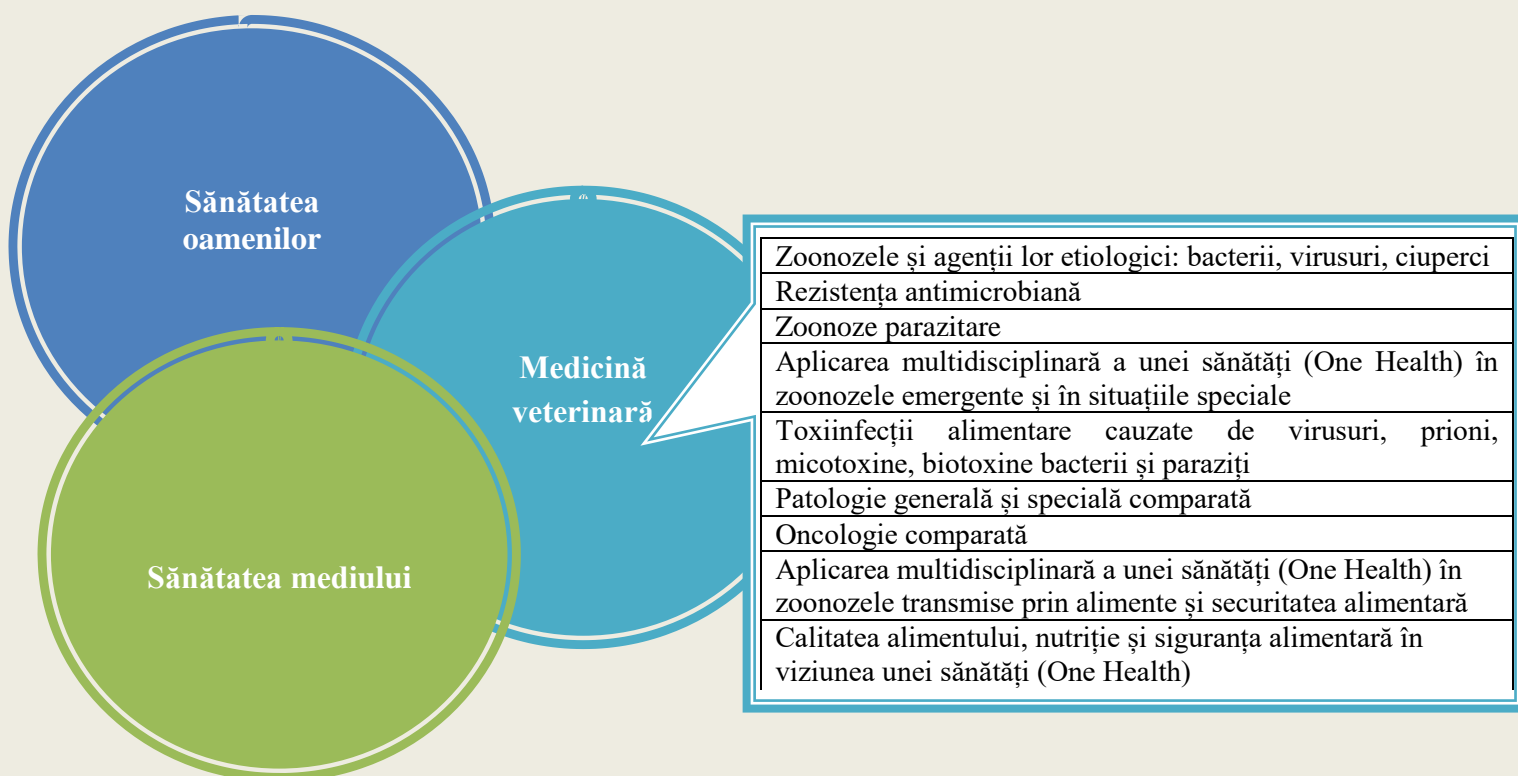 Sănătatea
oamenilor
Medicină
veterinară
Sănătatea mediului
Zoonozele și agenții lor etiologici: bacterii, virusuri, ciuperci
Rezistența antimicrobiană
Zoonoze parazitare
Aplicarea multidisciplinară a unei sănătăți (One Health) în
zoonozele emergente și în situațiile speciale
Toxiinfecții alimentare cauzate de virusuri, prioni,
micotoxine, biotoxine bacterii și paraziți
Patologie generală și specială comparată
Oncologie comparată
Aplicarea multidisciplinară a unei sănătăți (One Health) în
zoonozele transmise prin alimente și securitatea alimentară
Calitatea alimentului, nutriție și siguranța alimentară în
viziunea unei sănătăți (One Health)